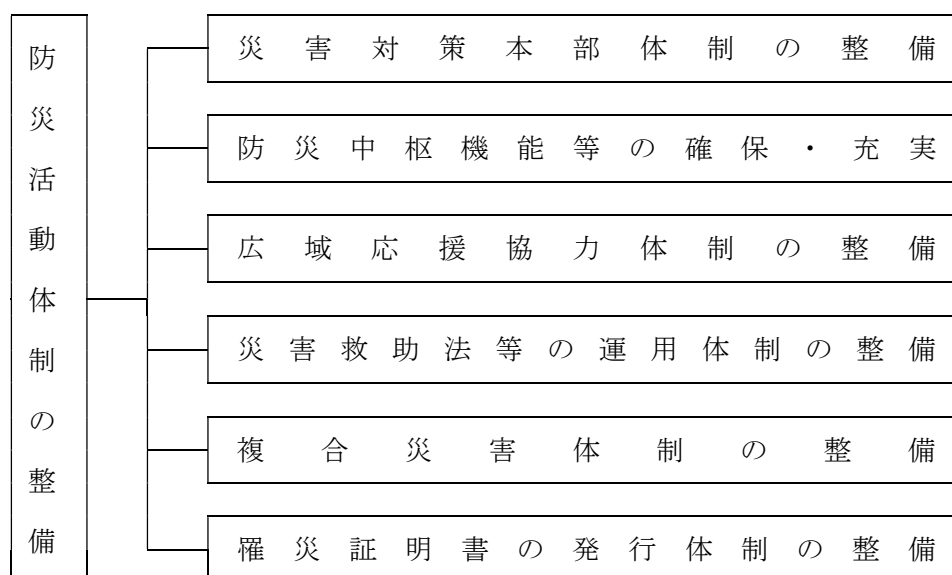 防災活動体制の整備
災害対策本部体制の整備
防災中枢機能等の確保・充実
広域応援協力体制の整備
災害救助法等の運用体制の整備
複合災害体制の整備
罹災証明書の発行体制の整備